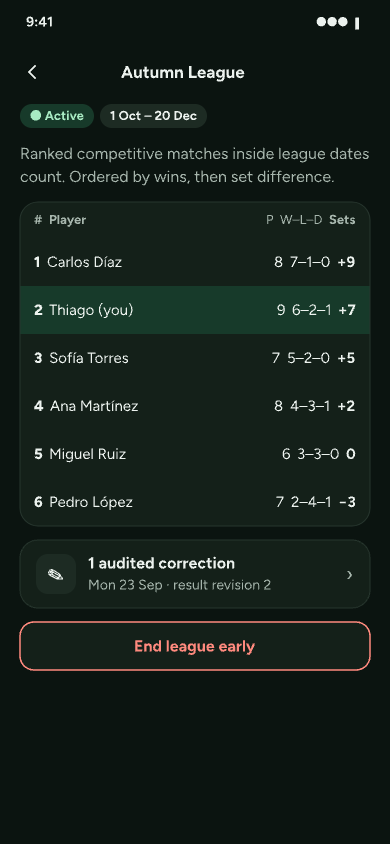 9:41
Autumn League
Active
1 Oct – 20 Dec
Ranked competitive matches inside league dates
count. Ordered by wins, then set difference.
# Player P W–L–D Sets
1 Carlos Díaz 8 7–1–0 +9
2 Thiago (you) 9 6–2–1 +7
3 Sofía Torres 7 5–2–0 +5
4 Ana Martínez 8 4–3–1 +2
5 Miguel Ruiz 6 3–3–0 0
6 Pedro López 7 2–4–1 −3
1 audited correction
Mon 23 Sep · result revision 2
End league early